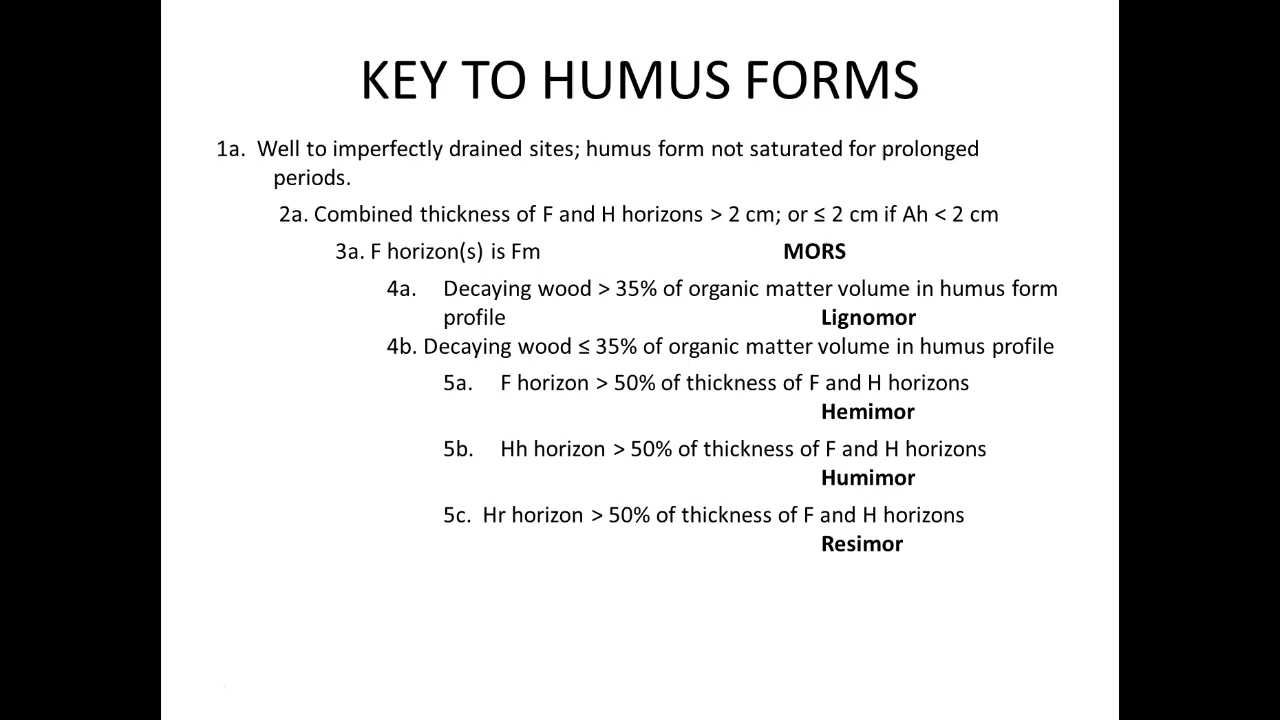 KEY TO HUMUS FORMS
1a. Well to imperfectly drained sites; humus form not saturated for prolonged
periods.
2a. Combined thickness of F and H horizons > 2 cm; or ≤ 2 cm if Ah < 2 cm
3a. F horizon(s) is Fm MORS
4a. Decaying wood > 35% of organic matter volume in humus form
profile Lignomor
4b. Decaying wood ≤ 35% of organic matter volume in humus profile
5a. F horizon > 50% of thickness of F and H horizons
Hemimor
5b. Hh horizon > 50% of thickness of F and H horizons
Humimor
5c. Hr horizon > 50% of thickness of F and H horizons
Resimor